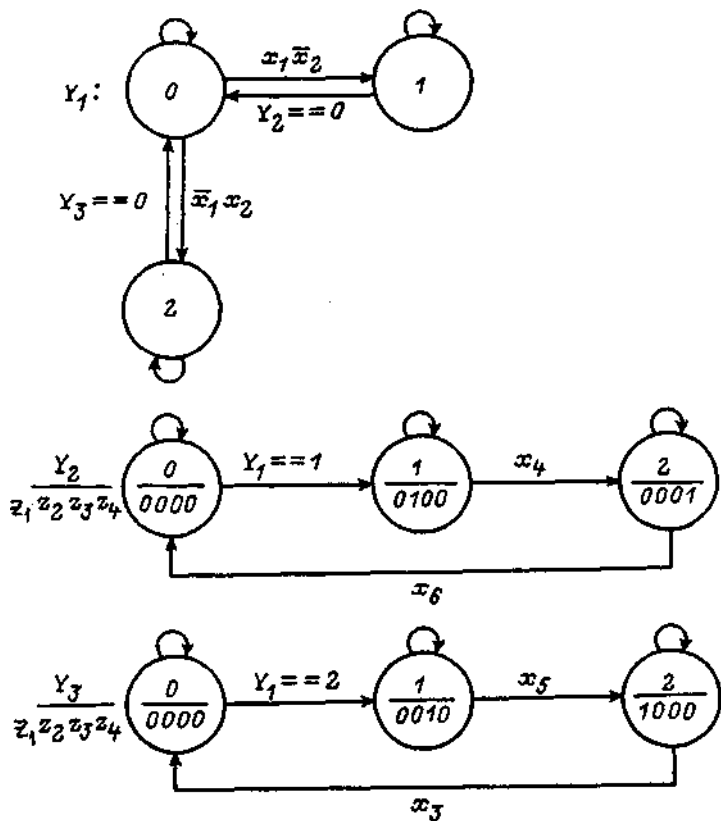 x₁x̄₂
Y₁: 0 1
Y₂==0
Y₃==0 x̄₁x₂
2
Y₂ 0 Y₁==1 1 x₄ 2
z₁z₂z₃z₄ 0000 0100 0001
x₆
Y₃ 0 Y₁==2 1 x₅ 2
z₁z₂z₃z₄ 0000 0010 1000
x₃